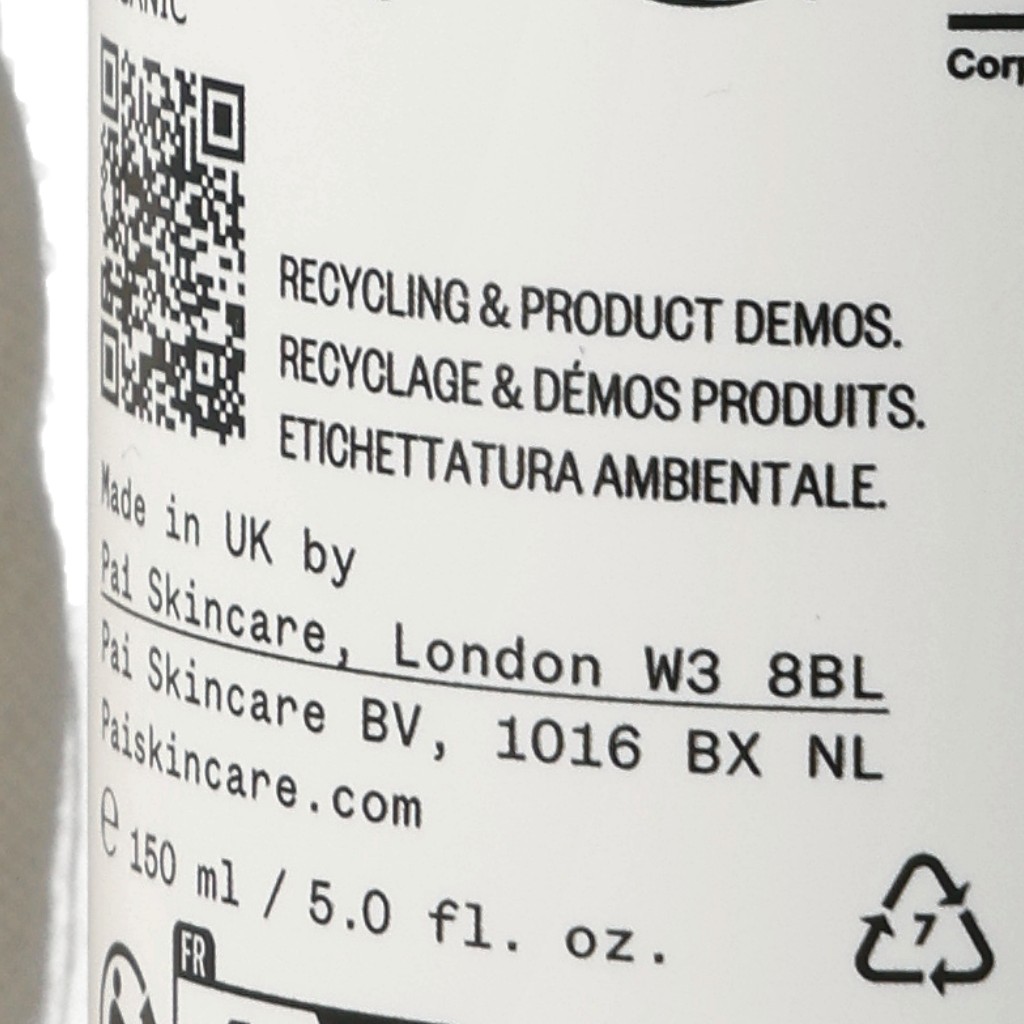 Corp
RECYCLING & PRODUCT DEMOS.
RECYCLAGE & DÉMOS PRODUITS.
ETICHETTATURA AMBIENTALE.
Made in UK by
Pai Skincare, London W3 8BL
Pai Skincare BV, 1016 BX NL
Paiskincare.com
℮ 150 ml / 5.0 fl. oz.
7
FR